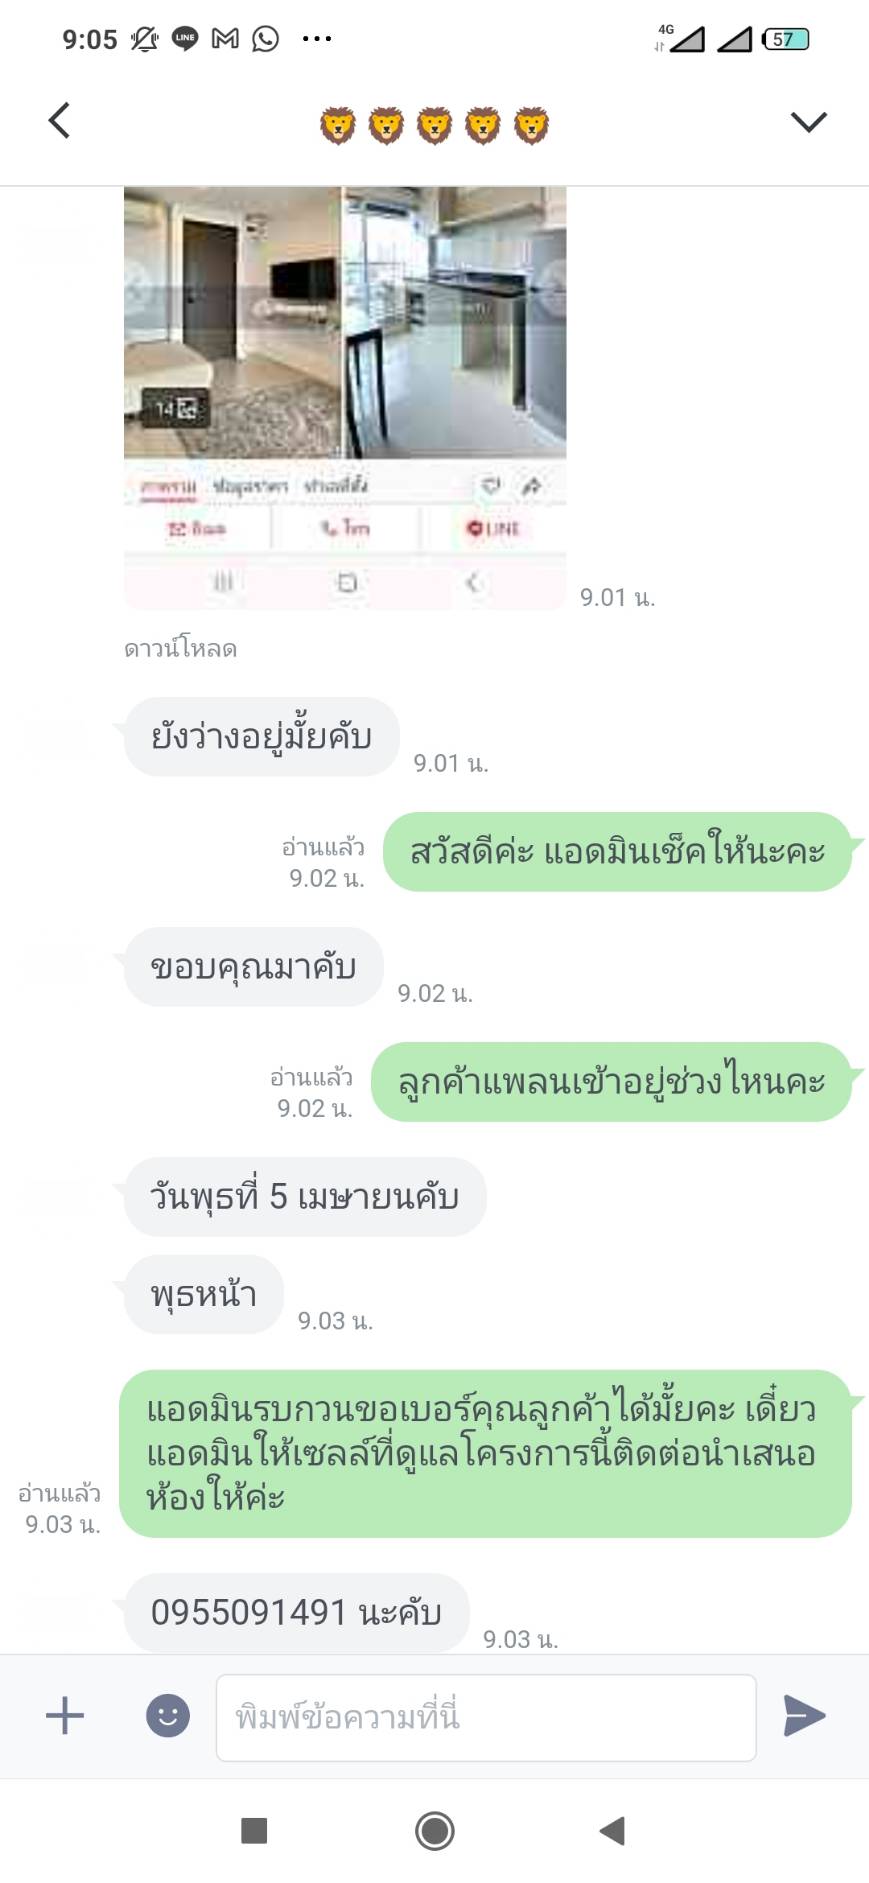 9:05
LINE
4G
57
14
อีเมล
โทร
LINE
9.01 น.
ดาวน์โหลด
ยังว่างอยู่มั้ยคับ
9.01 น.
อ่านแล้ว
9.02 น.
สวัสดีค่ะ แอดมินเช็คให้นะคะ
ขอบคุณมาคับ
9.02 น.
อ่านแล้ว
9.02 น.
ลูกค้าแพลนเข้าอยู่ช่วงไหนคะ
วันพุธที่ 5 เมษายนคับ
พุธหน้า
9.03 น.
แอดมินรบกวนขอเบอร์คุณลูกค้าได้มั้ยคะ เดี๋ยว
แอดมินให้เซลล์ที่ดูแลโครงการนี้ติดต่อนำเสนอ
ห้องให้ค่ะ
อ่านแล้ว
9.03 น.
0955091491 นะคับ
9.03 น.
พิมพ์ข้อความที่นี่